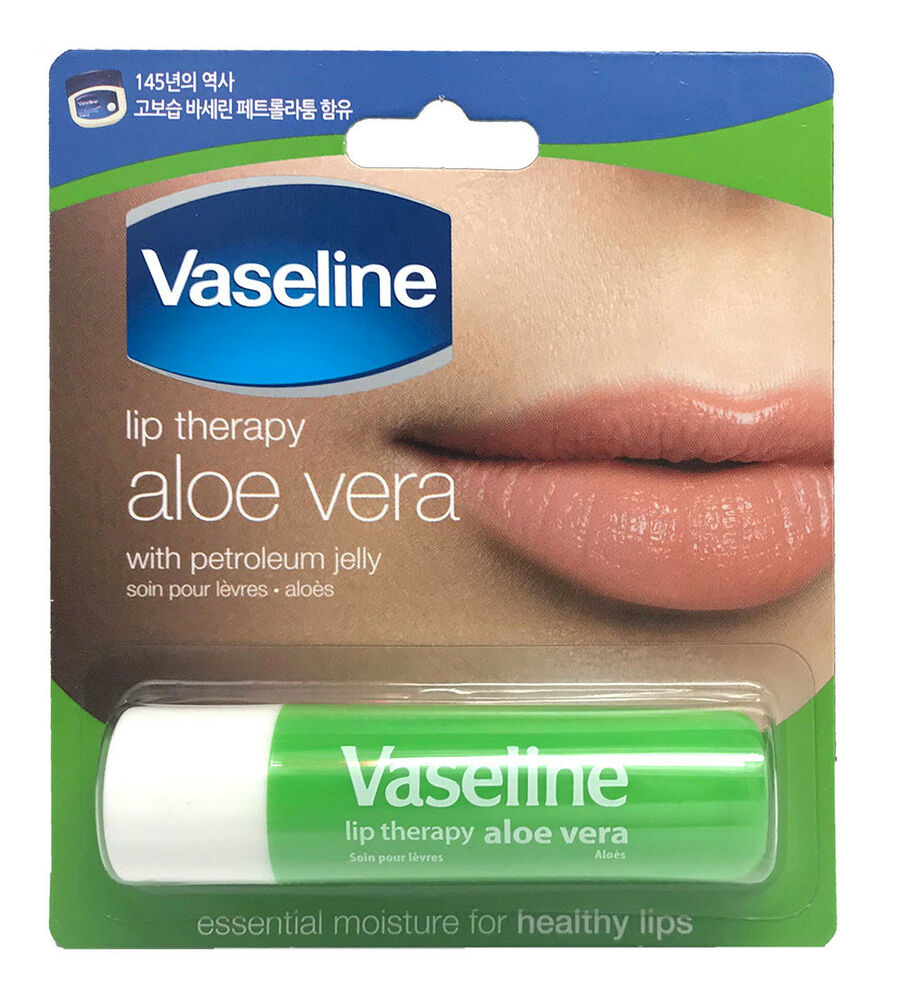 145년의 역사
고보습 바세린 페트롤라툼 함유
Vaseline
Vaseline
lip therapy
aloe vera
with petroleum jelly
soin pour lèvres • aloès
Vaseline
lip therapy aloe vera
Soin pour lèvres Aloès
essential moisture for healthy lips